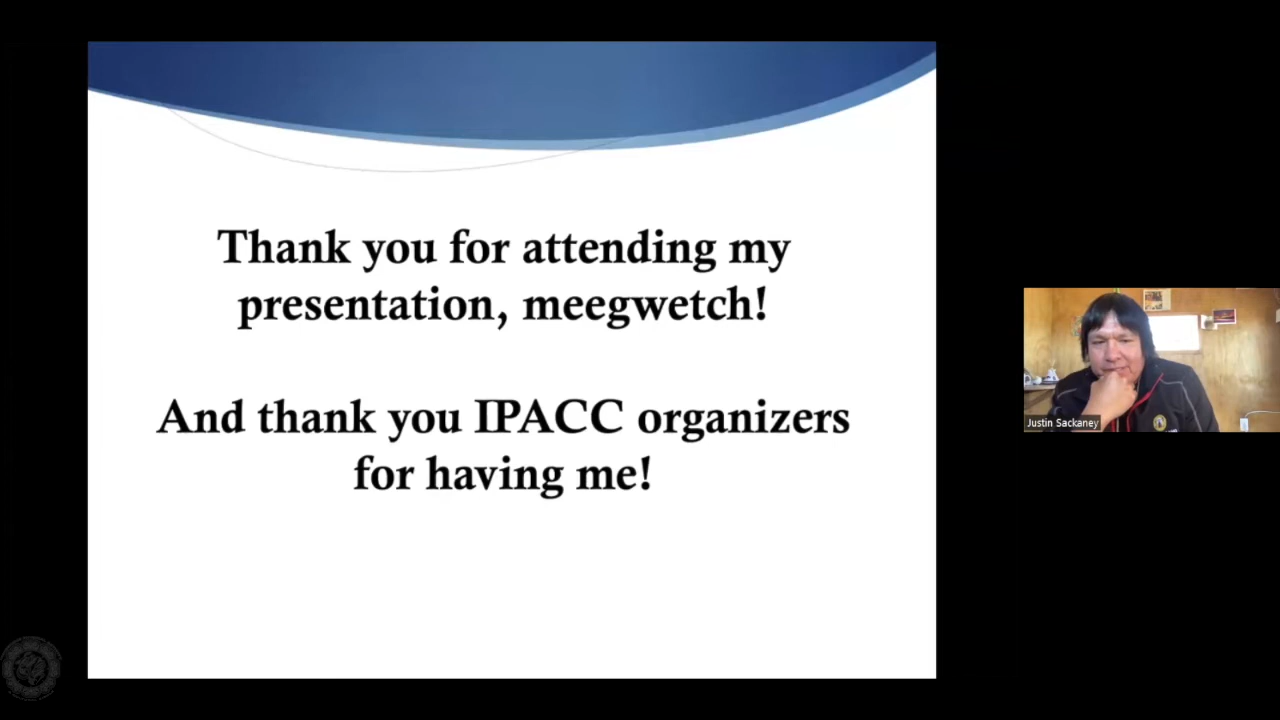 Thank you for attending my
presentation, meegwetch!
And thank you IPACC organizers
for having me!
Justin Sackaney